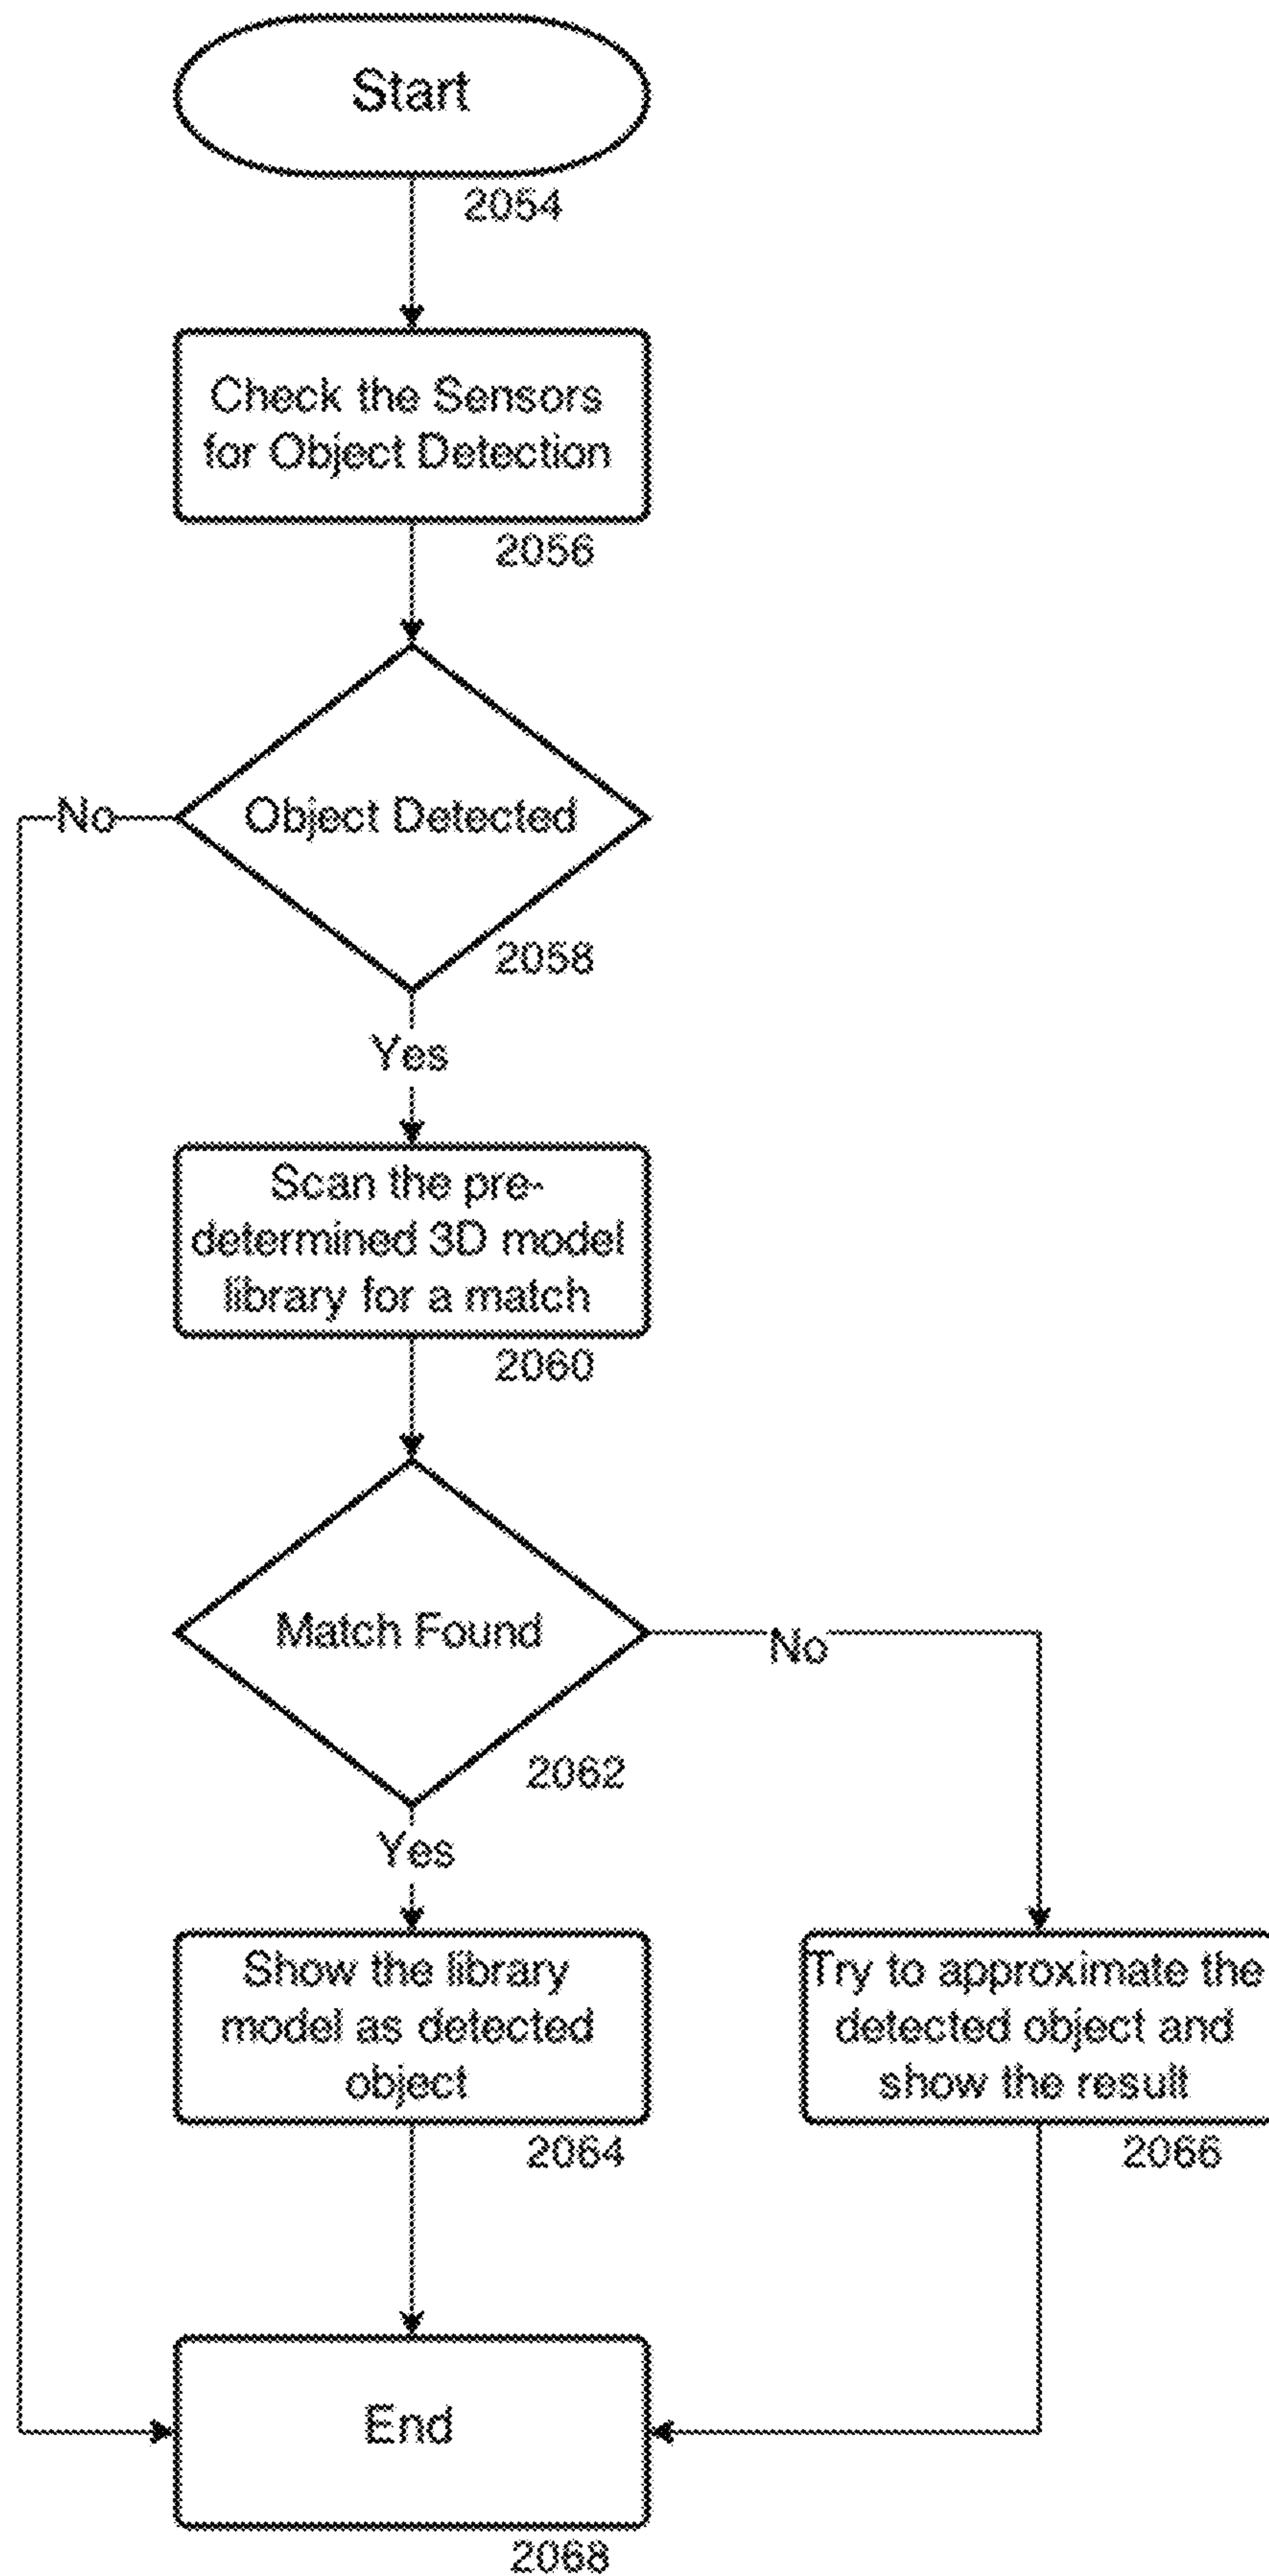 Start
2054
Check the Sensors
for Object Detection
2056
No
Object Detected
2058
Yes
Scan the pre-
determined 3D model
library for a match
2060
Match Found
No
2062
Yes
Show the library
model as detected
object
2064
Try to approximate the
detected object and
show the result
2066
End
2068